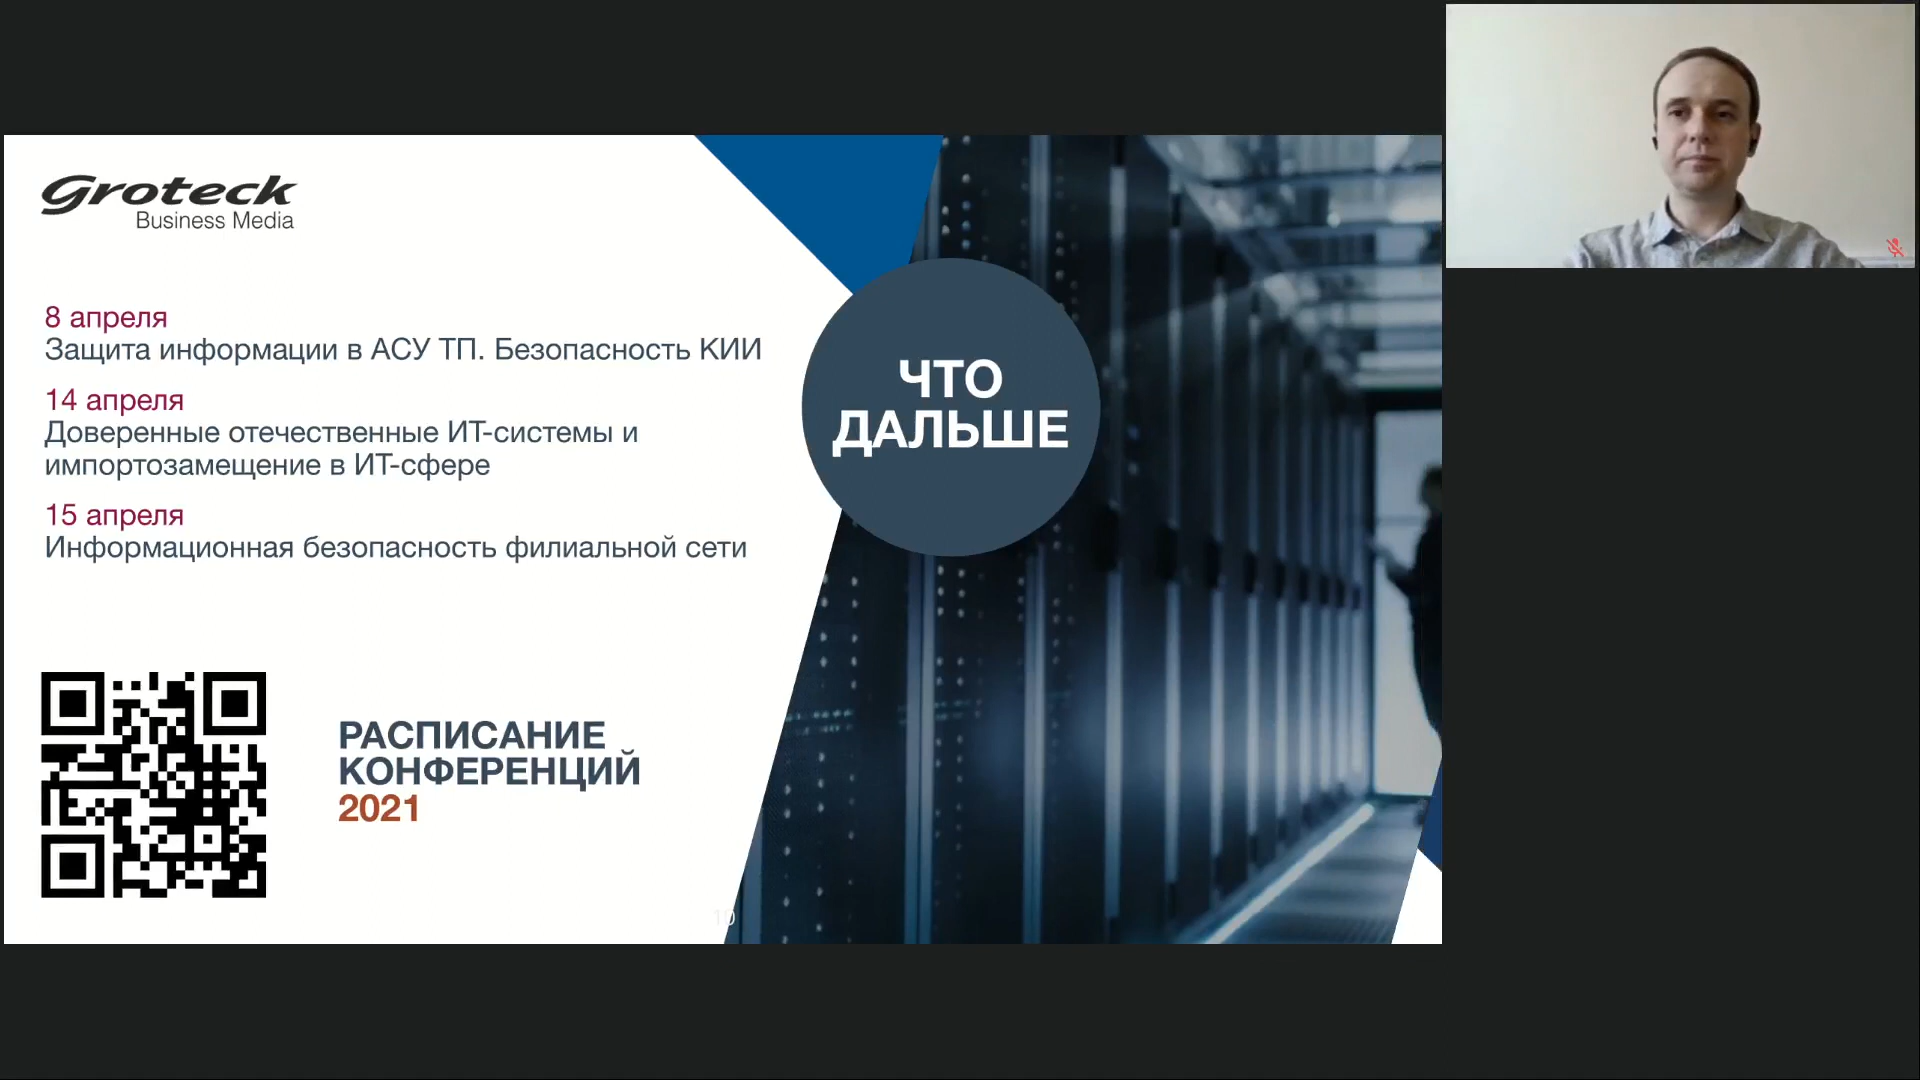 Groteck
Business Media
8 апреля
Защита информации в АСУ ТП. Безопасность КИИ
14 апреля
Доверенные отечественные ИТ-системы и
импортозамещение в ИТ-сфере
15 апреля
Информационная безопасность филиальной сети
ЧТО
ДАЛЬШЕ
РАСПИСАНИЕ
КОНФЕРЕНЦИЙ
2021
10